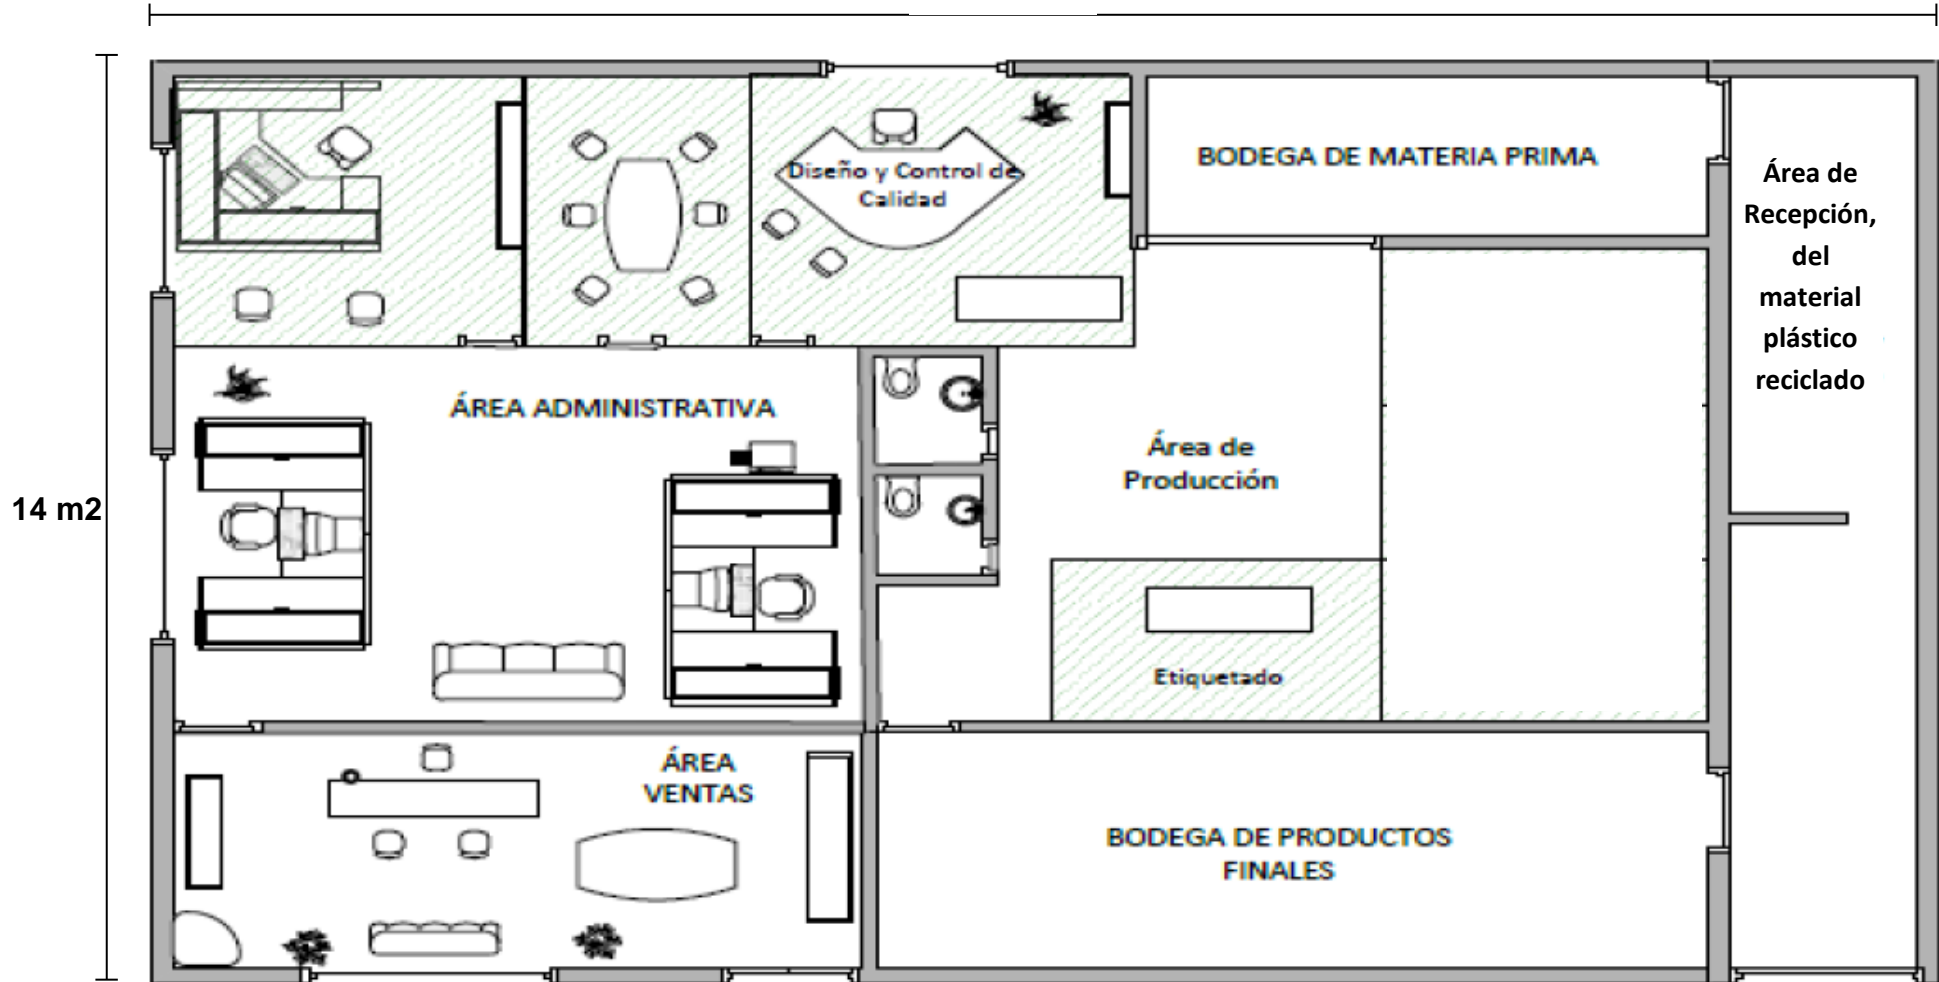 Diseño y Control de
Calidad
BODEGA DE MATERIA PRIMA
Área de
Recepción,
del
material
plástico
reciclado
ÁREA ADMINISTRATIVA
Área de
Producción
14 m2
Etiquetado
ÁREA
VENTAS
BODEGA DE PRODUCTOS
FINALES